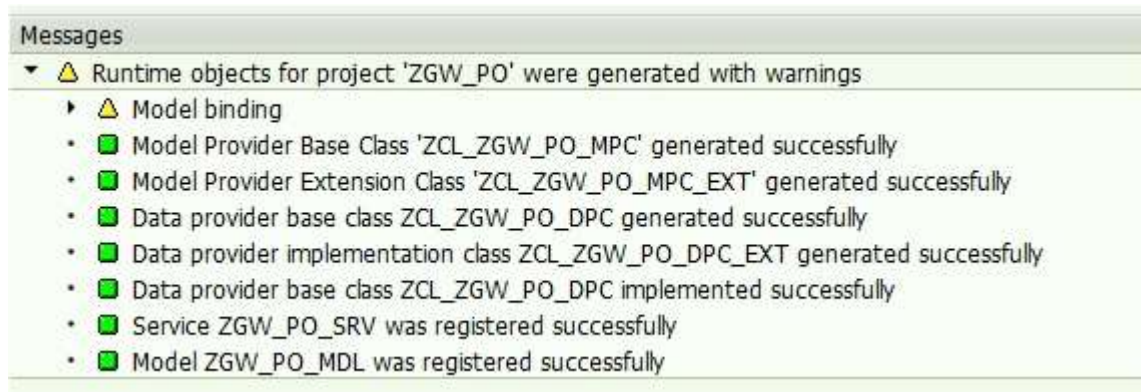 Messages
Runtime objects for project 'ZGW_PO' were generated with warnings
Model binding
Model Provider Base Class 'ZCL_ZGW_PO_MPC' generated successfully
Model Provider Extension Class 'ZCL_ZGW_PO_MPC_EXT' generated successfully
Data provider base class ZCL_ZGW_PO_DPC generated successfully
Data provider implementation class ZCL_ZGW_PO_DPC_EXT generated successfully
Data provider base class ZCL_ZGW_PO_DPC implemented successfully
Service ZGW_PO_SRV was registered successfully
Model ZGW_PO_MDL was registered successfully